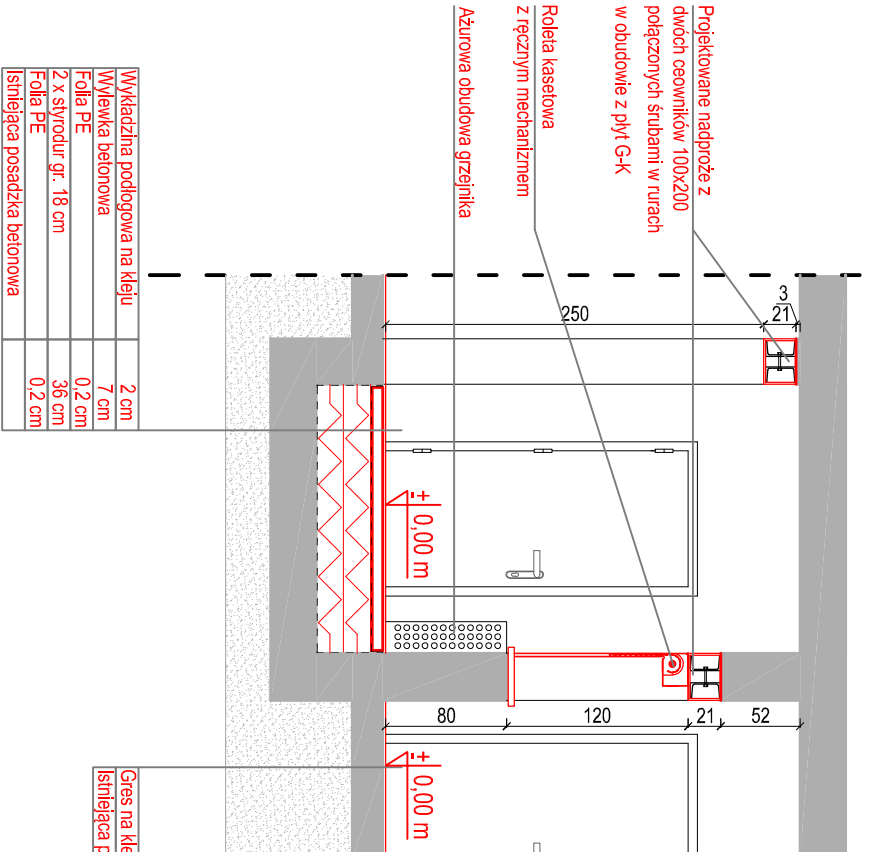 Projektowane nadproże z
dwóch ceowników 100x200
połączonych śrubami w rurach
w obudowie z płyt G-K
Roleta kasetowa
z ręcznym mechanizmem
Ażurowa obudowa grzejnika
Wykładzina podłogowa na kleju 2 cm
Wylewka betonowa 7 cm
Folia PE 0,2 cm
2 x styrodur gr. 18 cm 36 cm
Folia PE 0,2 cm
Istniejąca posadzka betonowa
250
21
3
± 0,00 m
80
120
21
52
± 0,00 m
Gres na kle
Istniejąca p